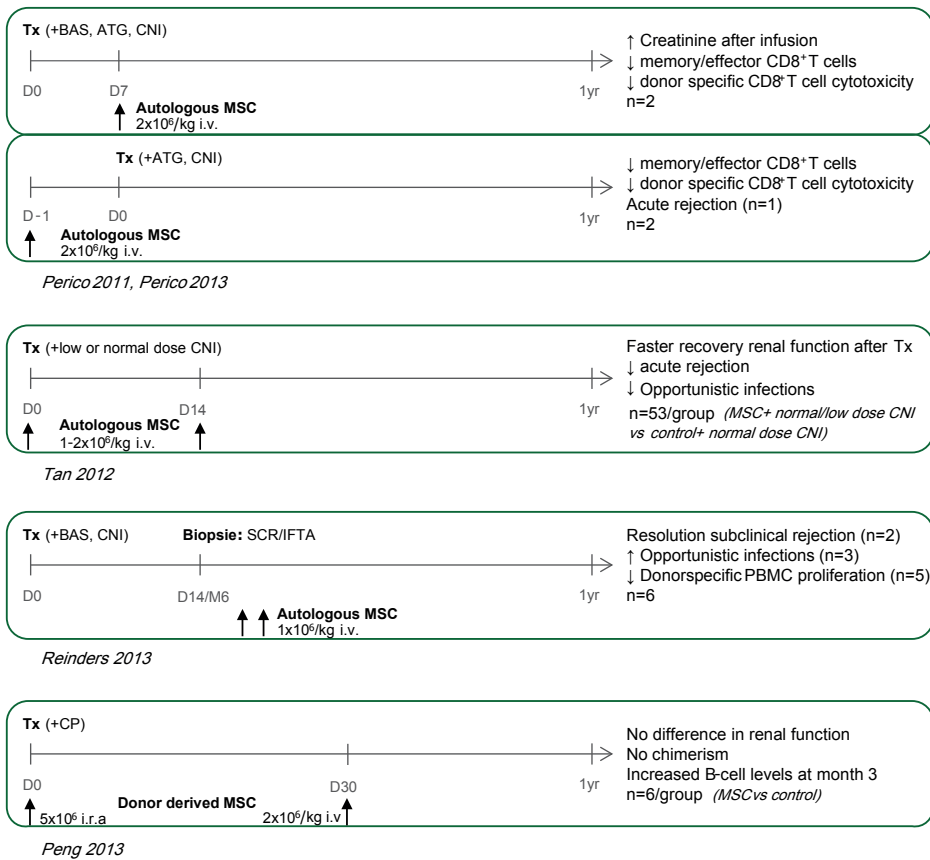 Tx (+BAS, ATG, CNI)
D0
D7
1yr
Autologous MSC
2x10⁶/kg i.v.
↑ Creatinine after infusion
↓ memory/effector CD8⁺T cells
↓ donor specific CD8⁺T cell cytotoxicity
n=2
Tx (+ATG, CNI)
D-1
D0
1yr
Autologous MSC
2x10⁶/kg i.v.
↓ memory/effector CD8⁺T cells
↓ donor specific CD8⁺T cell cytotoxicity
Acute rejection (n=1)
n=2
Perico 2011, Perico 2013
Tx (+low or normal dose CNI)
D0
D14
1yr
Autologous MSC
1-2x10⁶/kg i.v.
Faster recovery renal function after Tx
↓ acute rejection
↓ Opportunistic infections
n=53/group (MSC+ normal/low dose CNI
vs control+ normal dose CNI)
Tan 2012
Tx (+BAS, CNI)
Biopsie: SCR/IFTA
D0
D14/M6
1yr
Autologous MSC
1x10⁶/kg i.v.
Resolution subclinical rejection (n=2)
↑ Opportunistic infections (n=3)
↓ Donorspecific PBMC proliferation (n=5)
n=6
Reinders 2013
Tx (+CP)
D0
D30
1yr
Donor derived MSC
5x10⁶ i.r.a
2x10⁶/kg i.v
No difference in renal function
No chimerism
Increased B-cell levels at month 3
n=6/group (MSC vs control)
Peng 2013